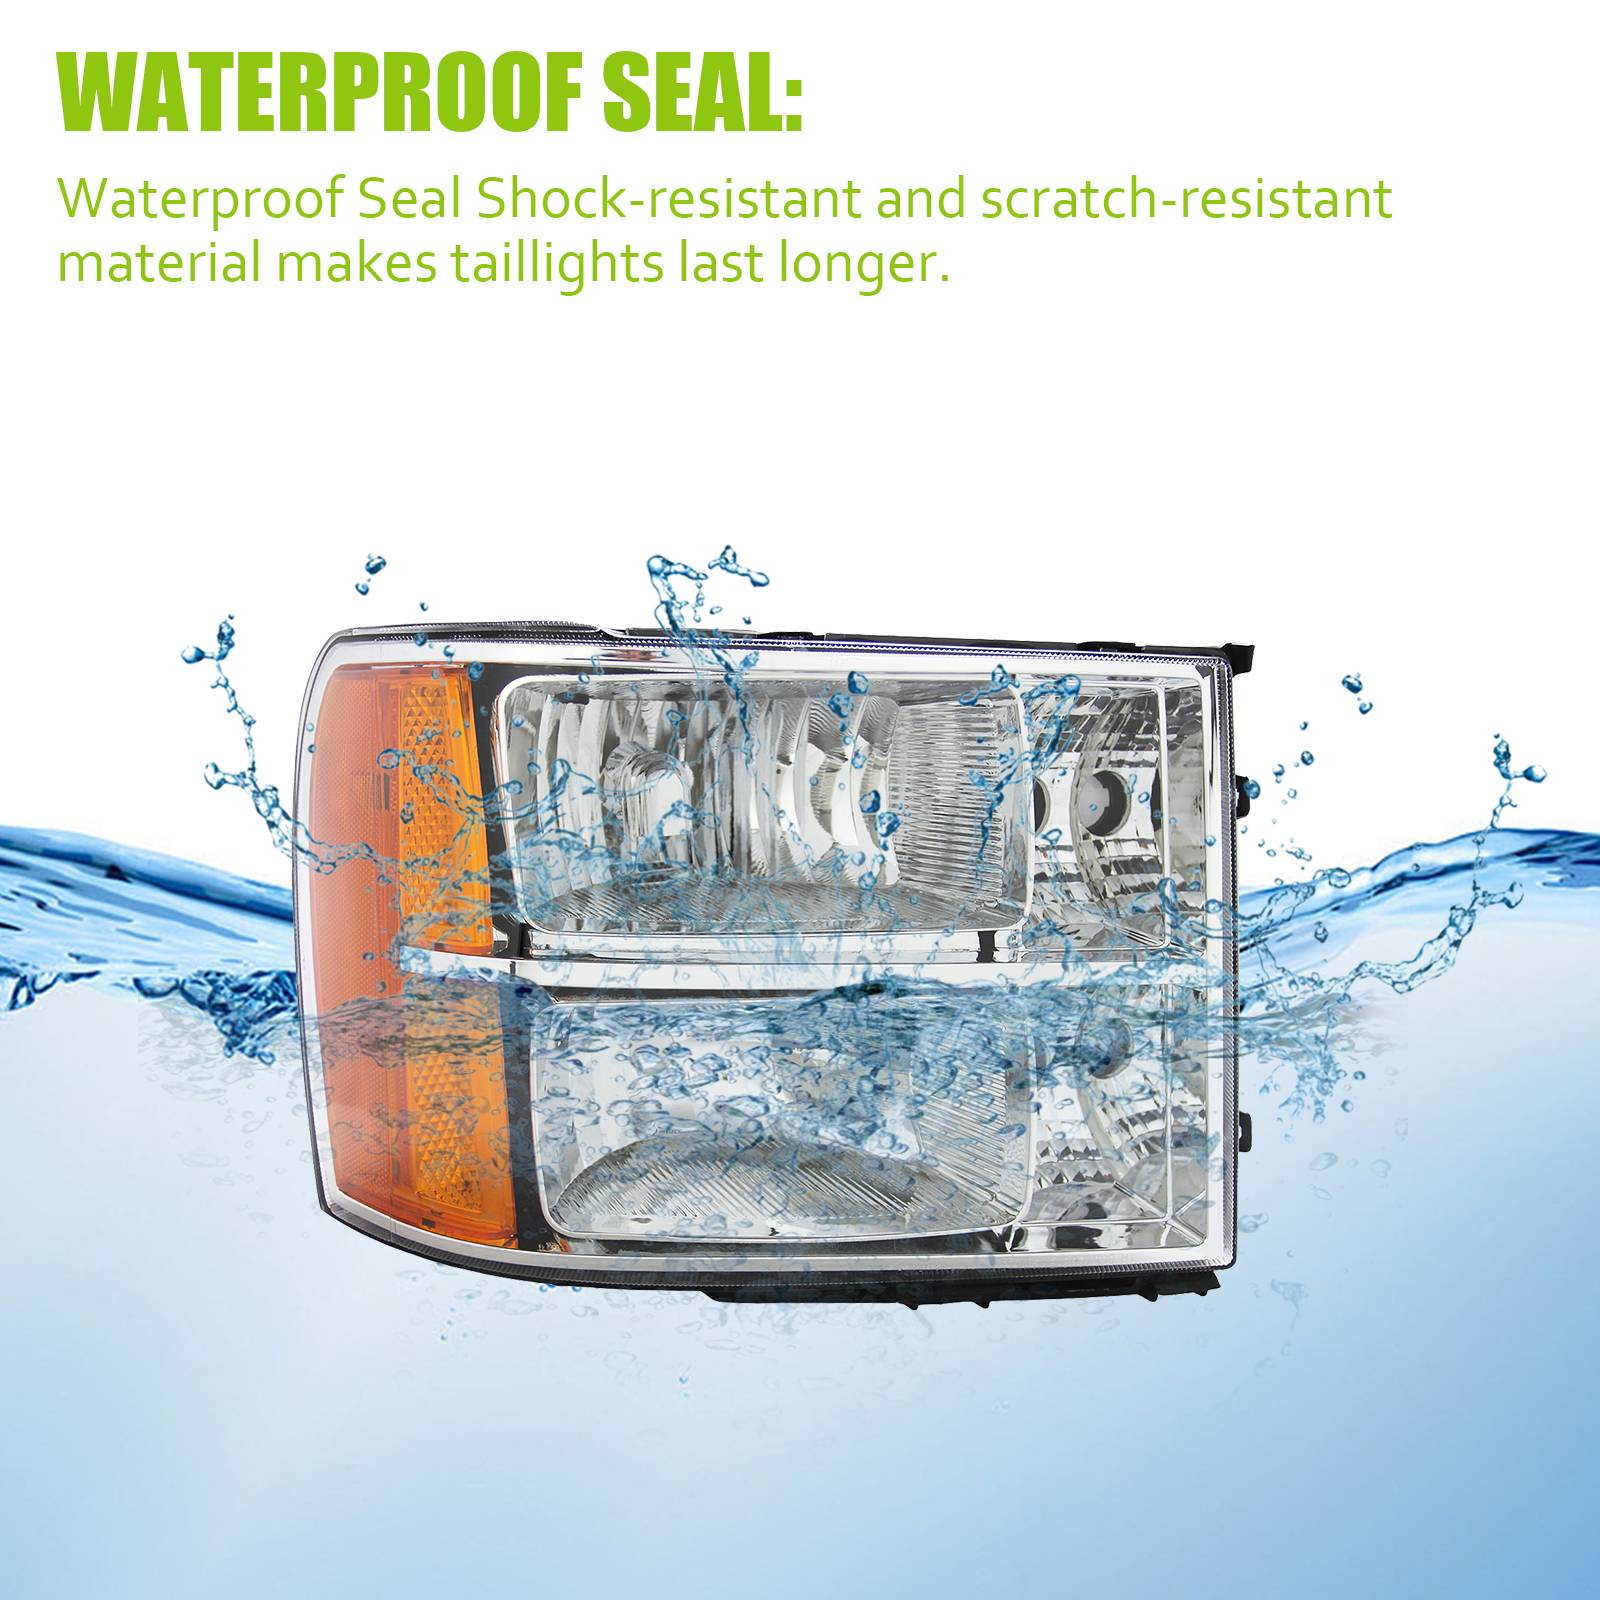 WATERPROOF SEAL:
Waterproof Seal Shock-resistant and scratch-resistant
material makes taillights last longer.